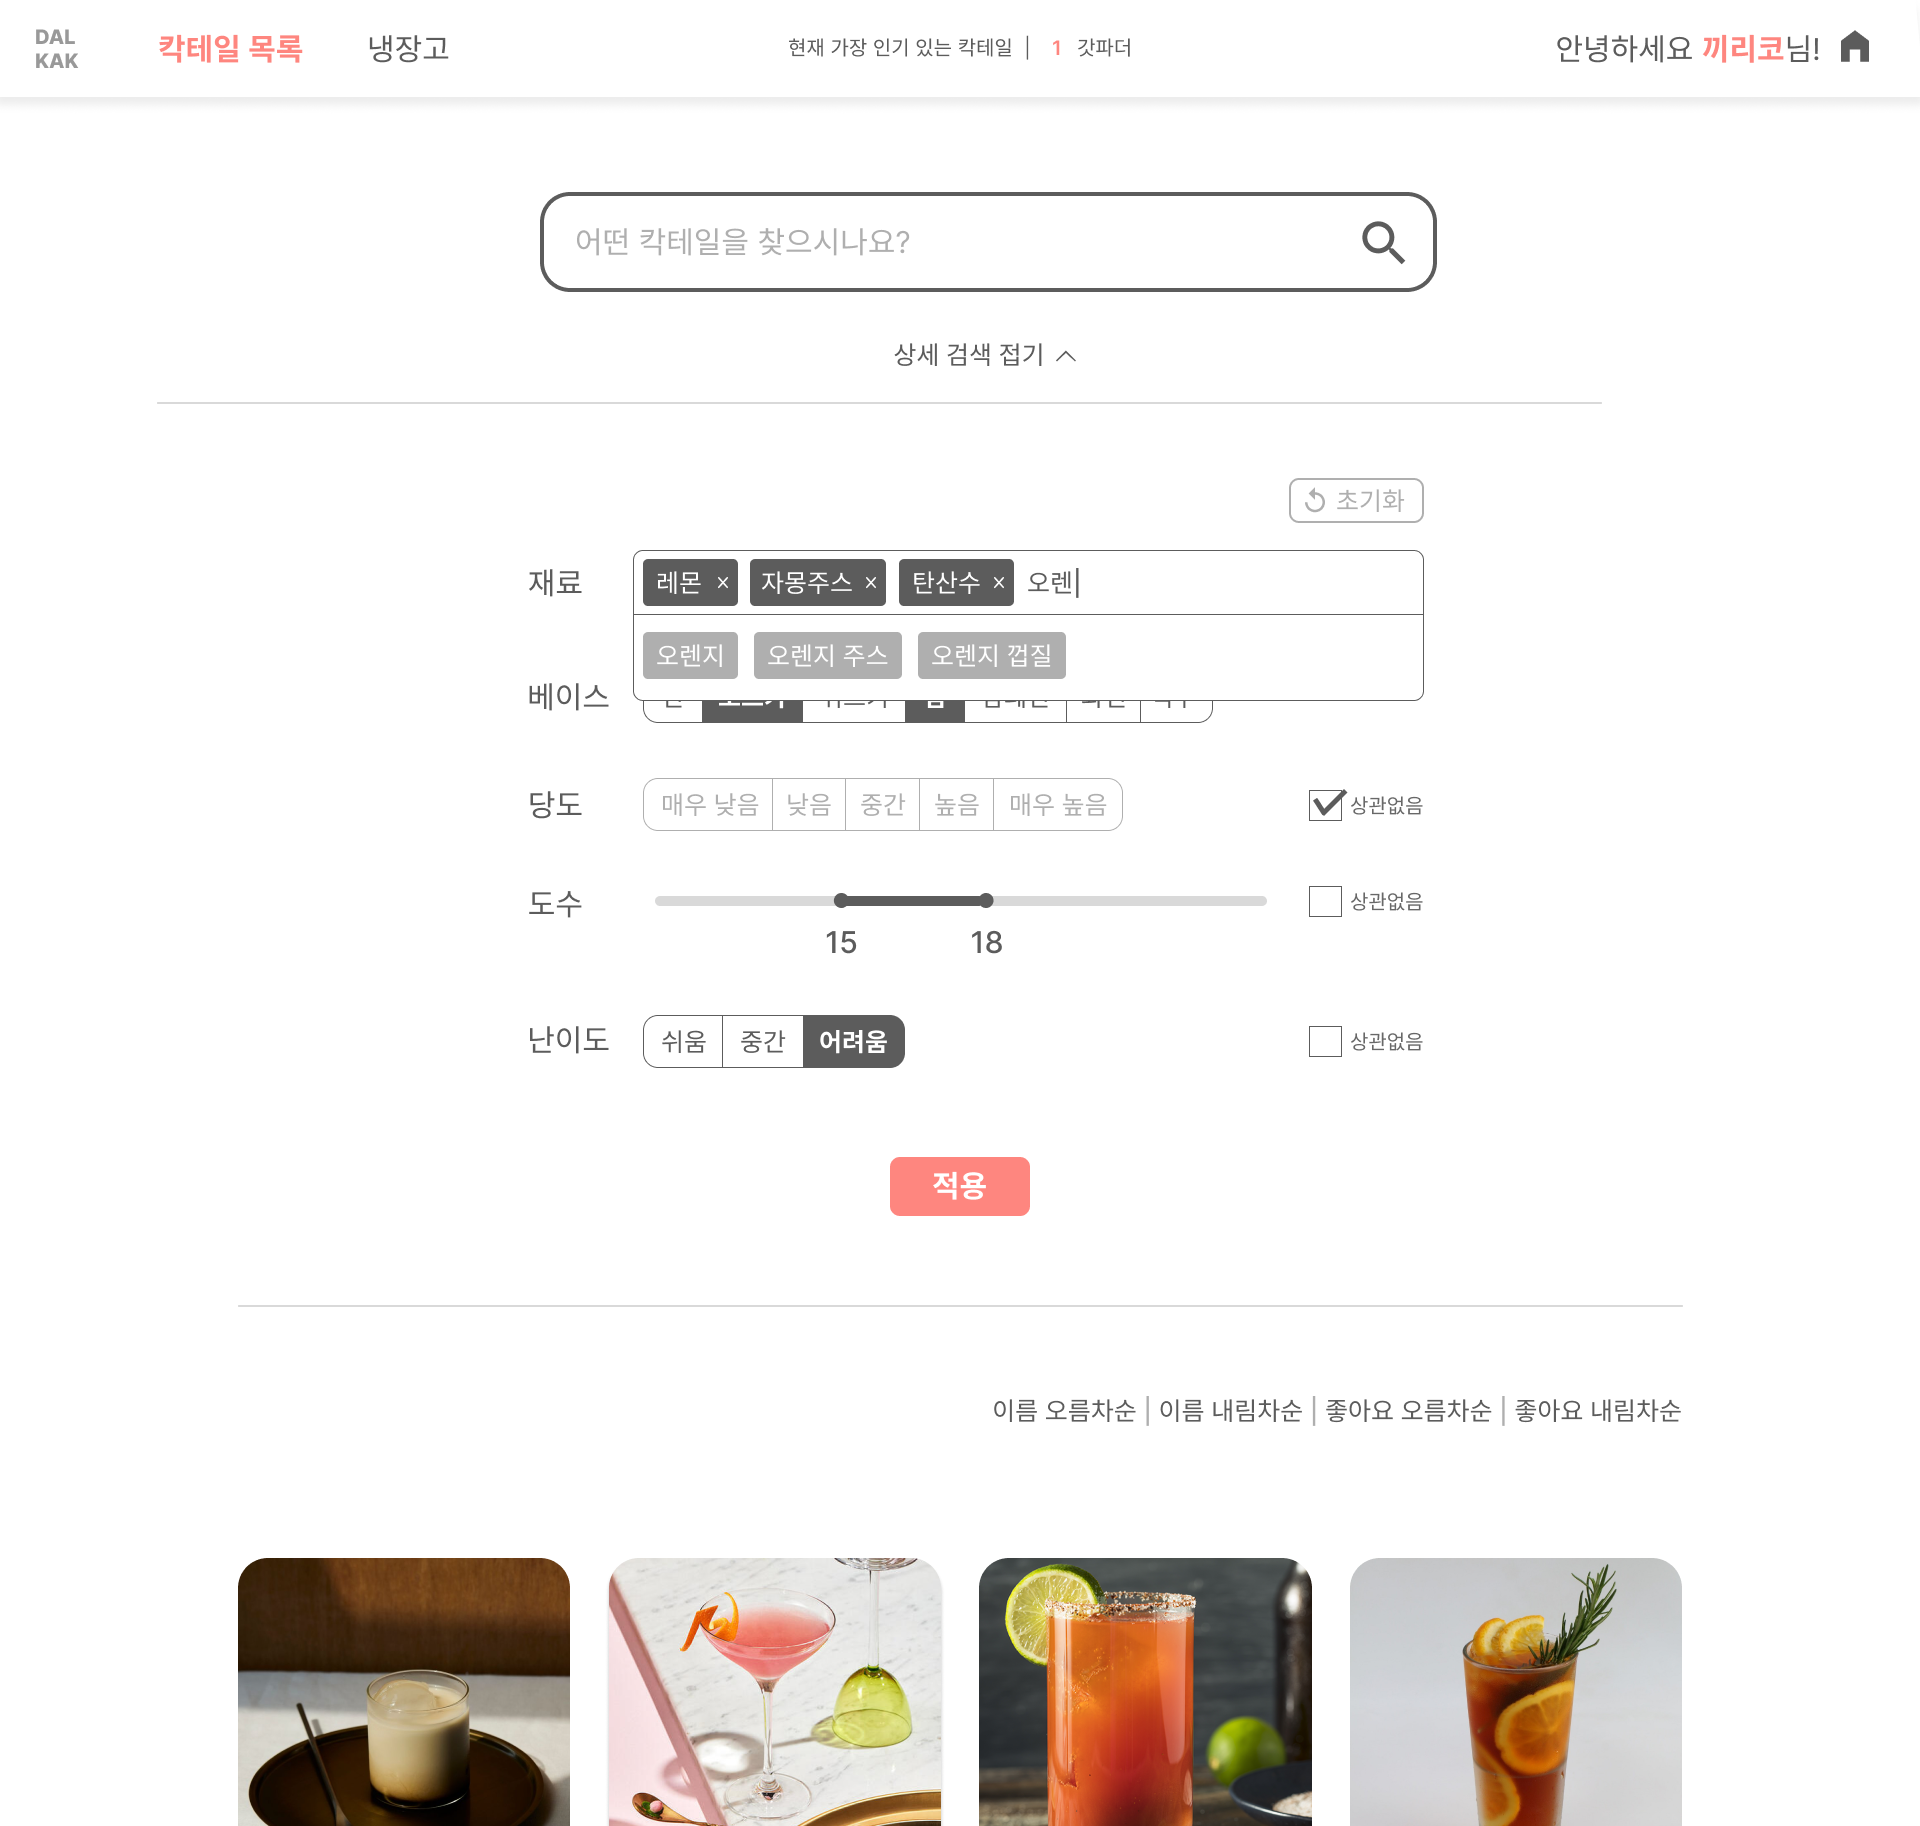 DAL
KAK
칵테일 목록
냉장고
현재 가장 인기 있는 칵테일 | 1 갓파더
안녕하세요 끼리코님!
어떤 칵테일을 찾으시나요?
상세 검색 접기
초기화
재료
레몬 ×
자몽주스 ×
탄산수 ×
오렌
오렌지
오렌지 주스
오렌지 껍질
베이스
당도
매우 낮음
낮음
중간
높음
매우 높음
상관없음
도수
15
18
상관없음
난이도
쉬움
중간
어려움
상관없음
적용
이름 오름차순 | 이름 내림차순 | 좋아요 오름차순 | 좋아요 내림차순